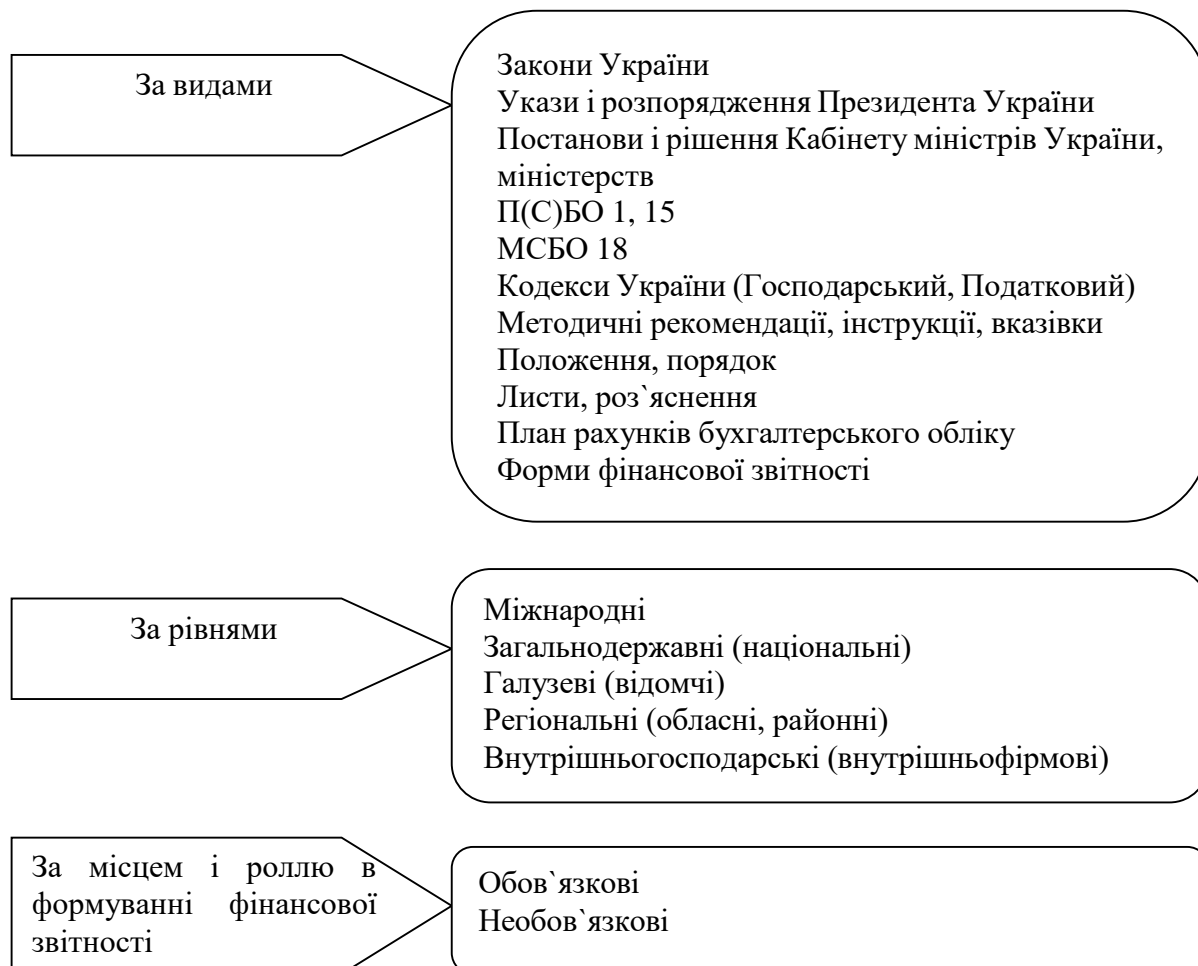 За видами
Закони України
Укази і розпорядження Президента України
Постанови і рішення Кабінету міністрів України,
міністерств
П(С)БО 1, 15
МСБО 18
Кодекси України (Господарський, Податковий)
Методичні рекомендації, інструкції, вказівки
Положення, порядок
Листи, роз`яснення
План рахунків бухгалтерського обліку
Форми фінансової звітності
За рівнями
Міжнародні
Загальнодержавні (національні)
Галузеві (відомчі)
Регіональні (обласні, районні)
Внутрішньогосподарські (внутрішньофірмові)
За місцем і роллю в
формуванні фінансової
звітності
Обов`язкові
Необов`язкові